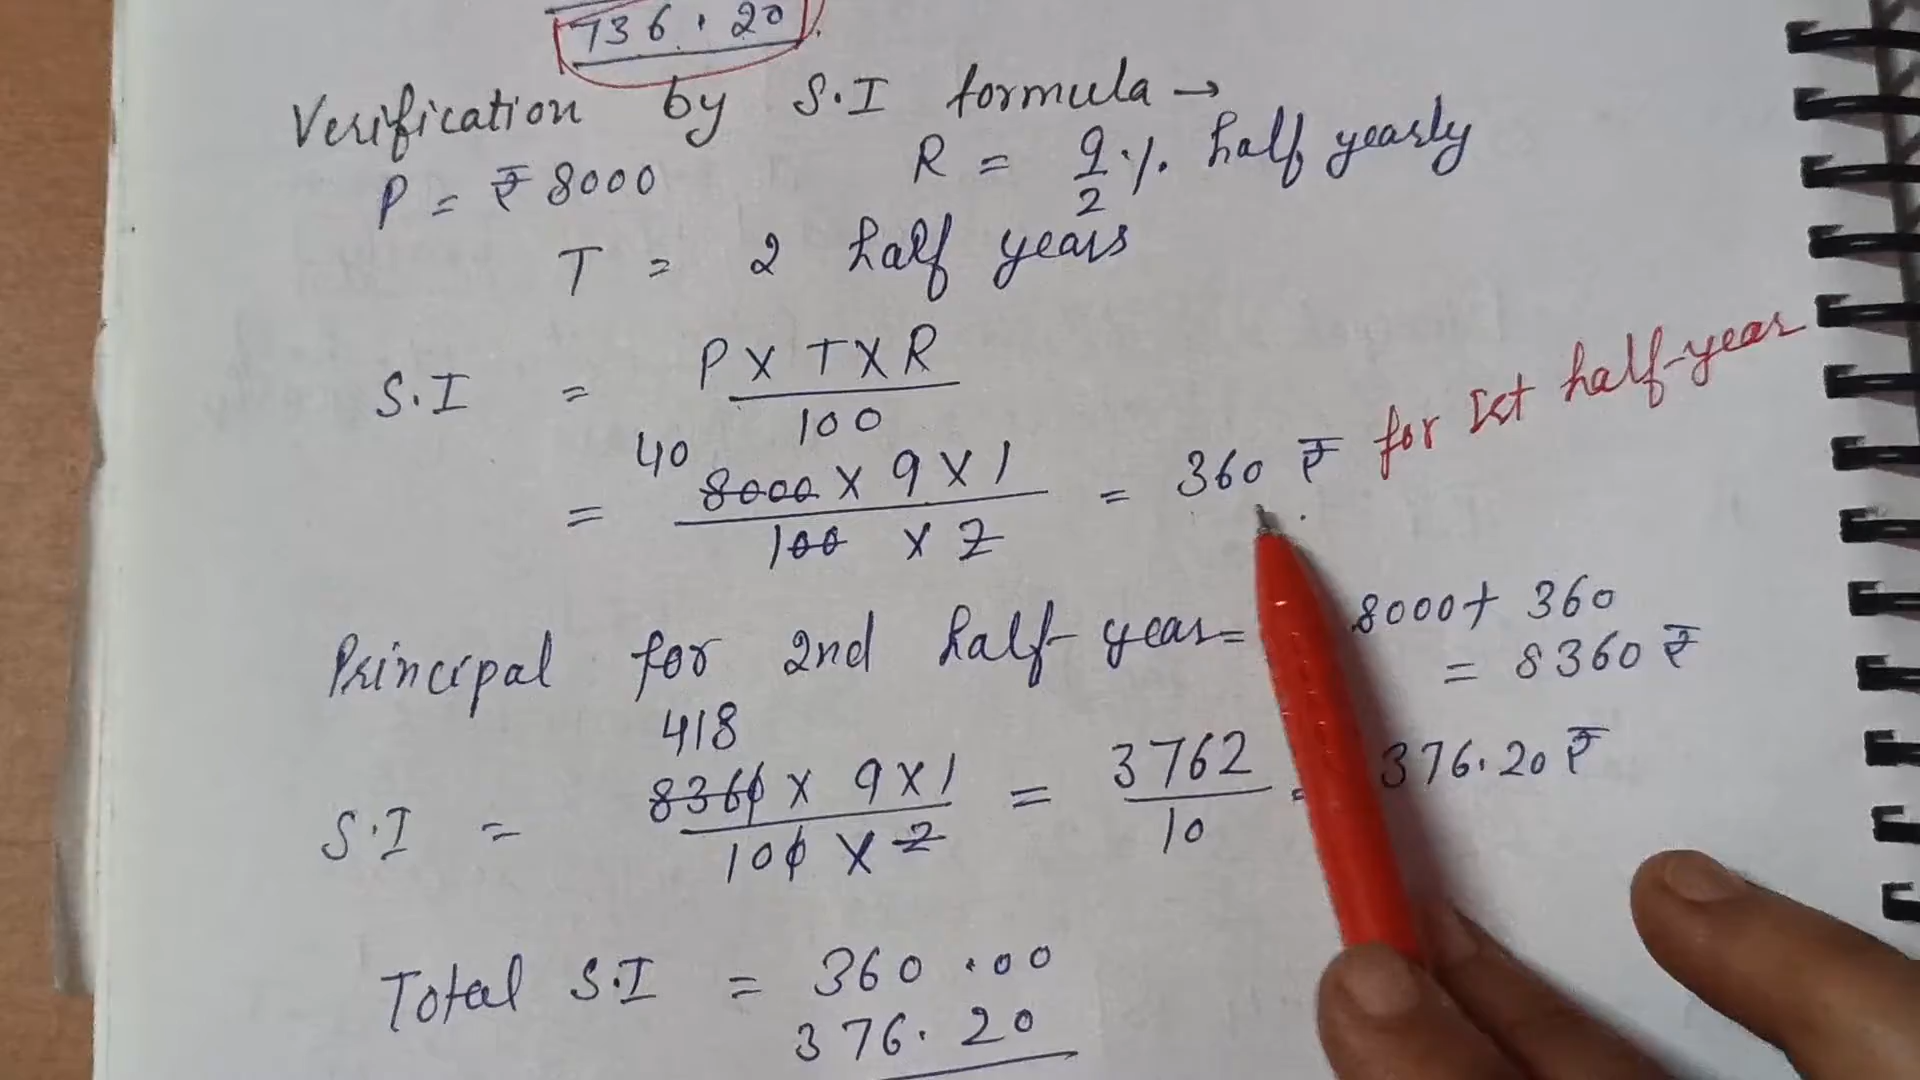 736.20
Verification by S.I formula →
P = ₹ 8000 R = 9/2 % half yearly
T = 2 half years
S.I = P X T X R / 100
40
= 8000 X 9 X 1 / 100 X 2 = 360 ₹ for Ist half-year
Principal for 2nd half-year = 8000 + 360
= 8360 ₹
418
S.I = 8360 X 9 X 1 / 100 X 2 = 3762 / 10 = 376.20 ₹
Total S.I = 360.00
376.20